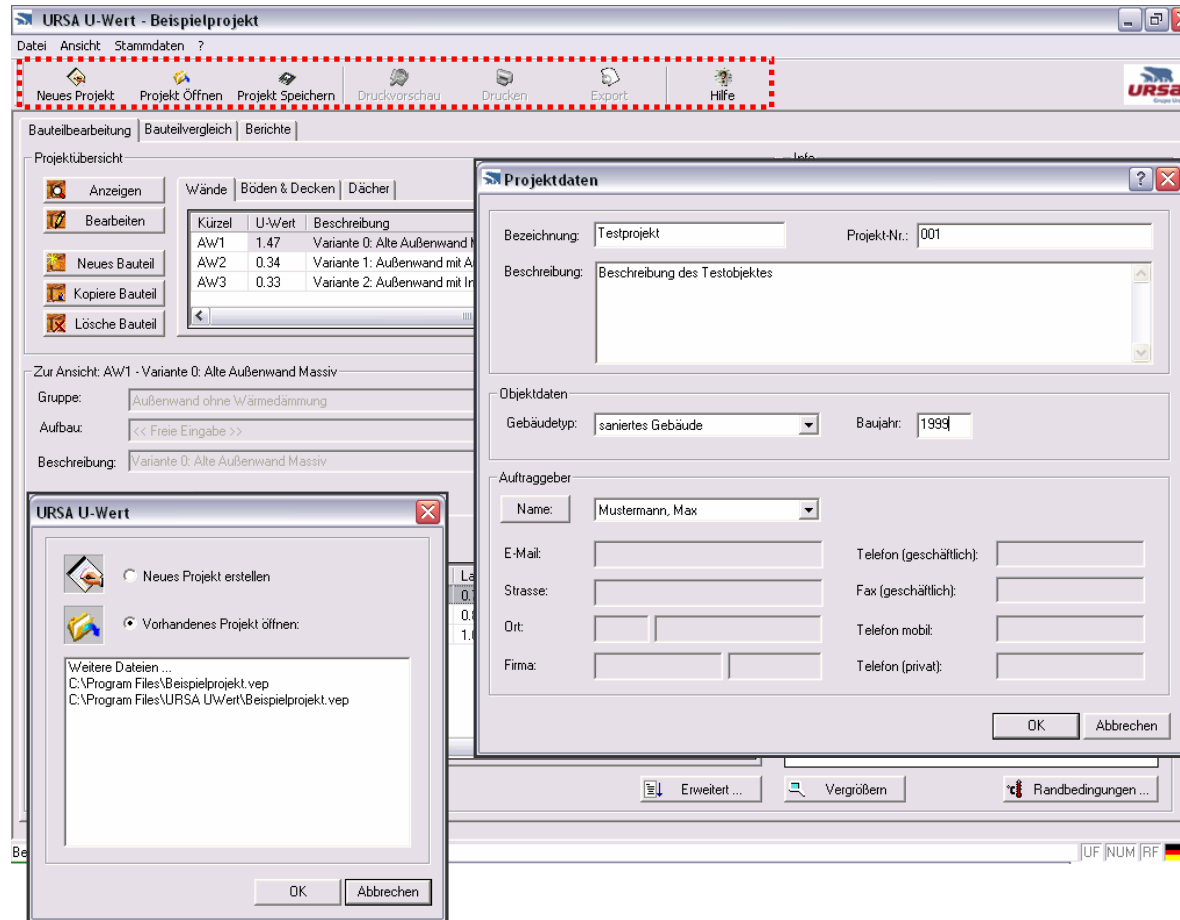 URSA U-Wert - Beispielprojekt
Datei Ansicht Stammdaten ?
Neues Projekt Projekt Öffnen Projekt Speichern Druckvorschau Drucken Export Hilfe
URSA
Bauteilbearbeitung Bauteilvergleich Berichte
Projektübersicht
Anzeigen
Bearbeiten
Neues Bauteil
Kopiere Bauteil
Lösche Bauteil
Wände Böden & Decken Dächer
Kürzel U-Wert Beschreibung
AW1 1.47 Variante 0: Alte Außenwand
AW2 0.34 Variante 1: Außenwand mit
AW3 0.33 Variante 2: Außenwand mit
Zur Ansicht: AW1 - Variante 0: Alte Außenwand Massiv
Gruppe: Außenwand ohne Wärmedämmung
Aufbau: << Freie Eingabe >>
Beschreibung: Variante 0: Alte Außenwand Massiv
Projektdaten
Bezeichnung: Testprojekt Projekt-Nr.: 001
Beschreibung: Beschreibung des Testobjektes
Objektdaten
Gebäudetyp: saniertes Gebäude Baujahr: 1999
Auftraggeber
Name: Mustermann, Max
E-Mail: Telefon (geschäftlich):
Strasse: Fax (geschäftlich):
Ort: Telefon mobil:
Firma: Telefon (privat):
OK Abbrechen
URSA U-Wert
Neues Projekt erstellen
Vorhandenes Projekt öffnen:
Weitere Dateien ...
C:\Program Files\Beispielprojekt.vep
C:\Program Files\URSA UWert\Beispielprojekt.vep
OK Abbrechen
Erweitert ... Vergrößern Randbedingungen ...
UF NUM RF